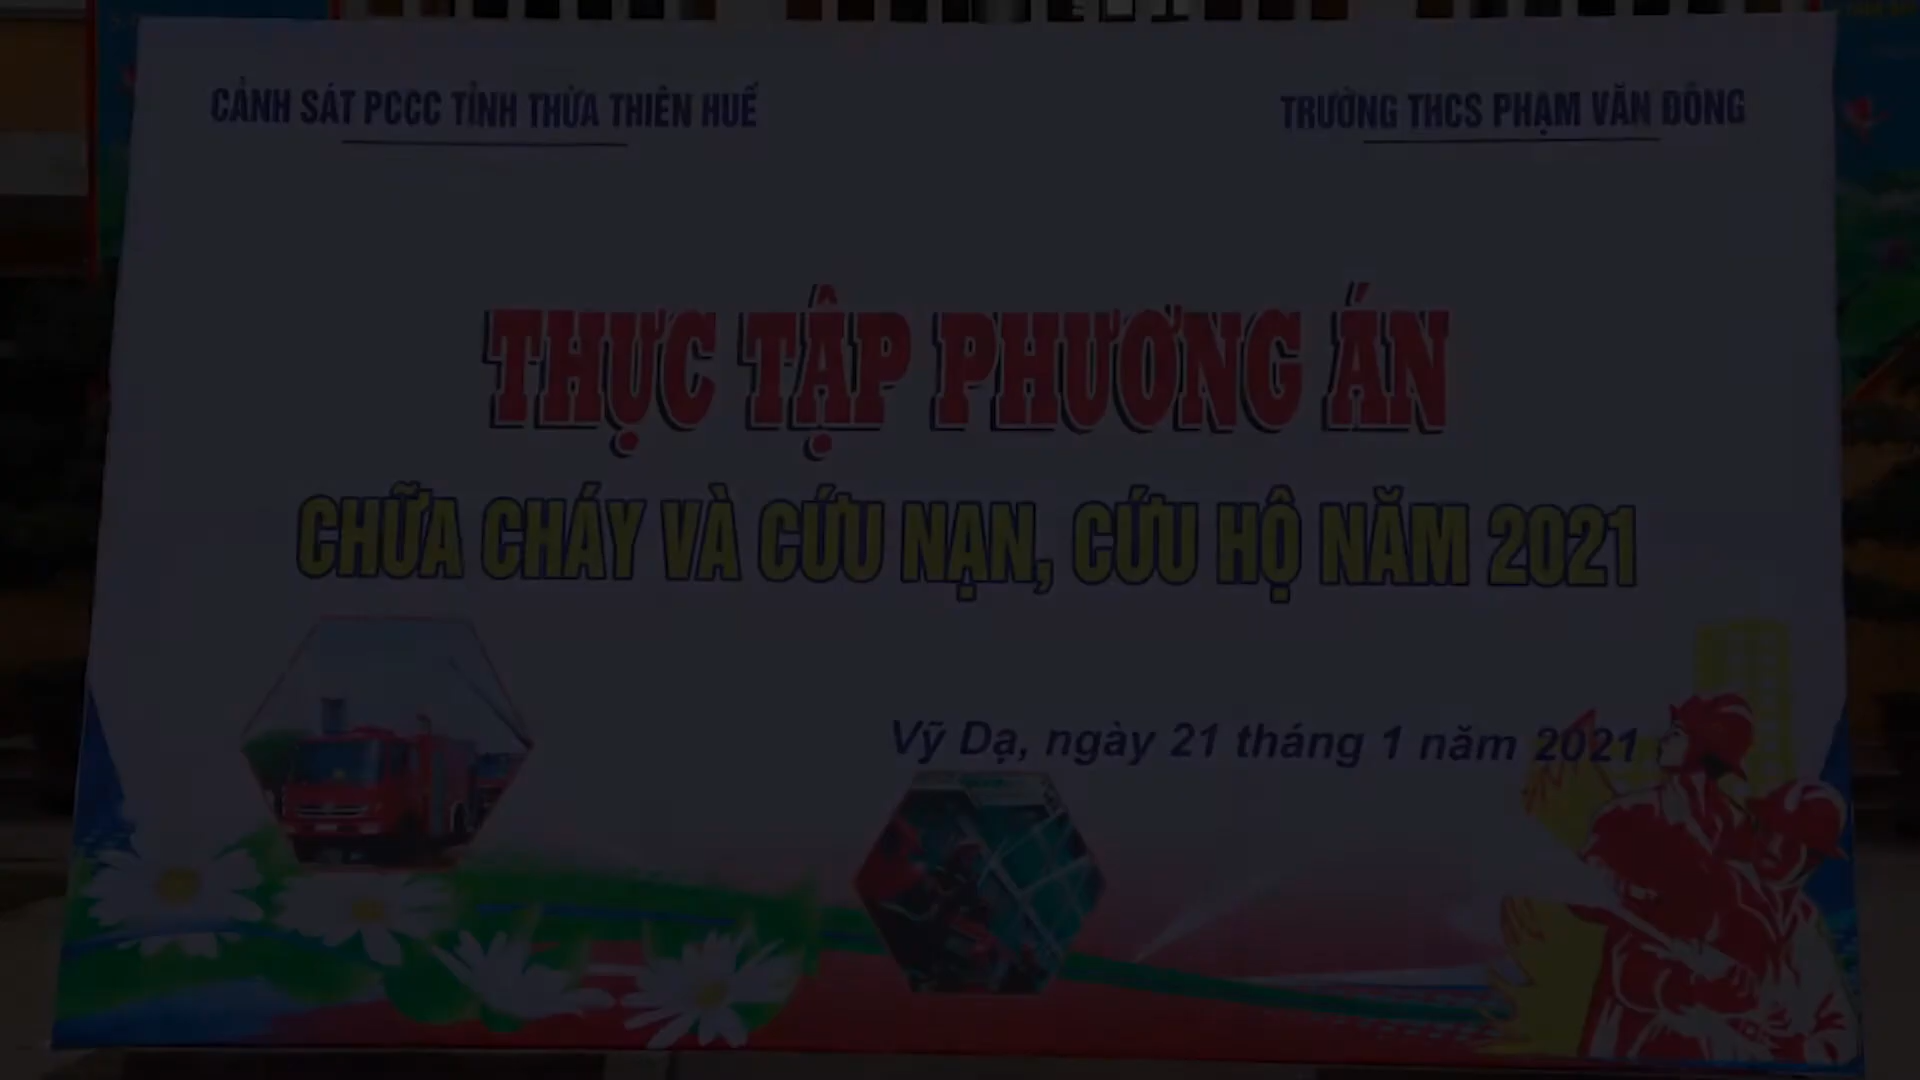 CẢNH SÁT PCCC TỈNH THỪA THIÊN HUẾ
TRƯỜNG THCS PHẠM VĂN ĐỒNG
THỰC TẬP PHƯƠNG ÁN
CHỮA CHÁY VÀ CỨU NẠN, CỨU HỘ NĂM 2021
Vỹ Dạ, ngày 21 tháng 1 năm 2021